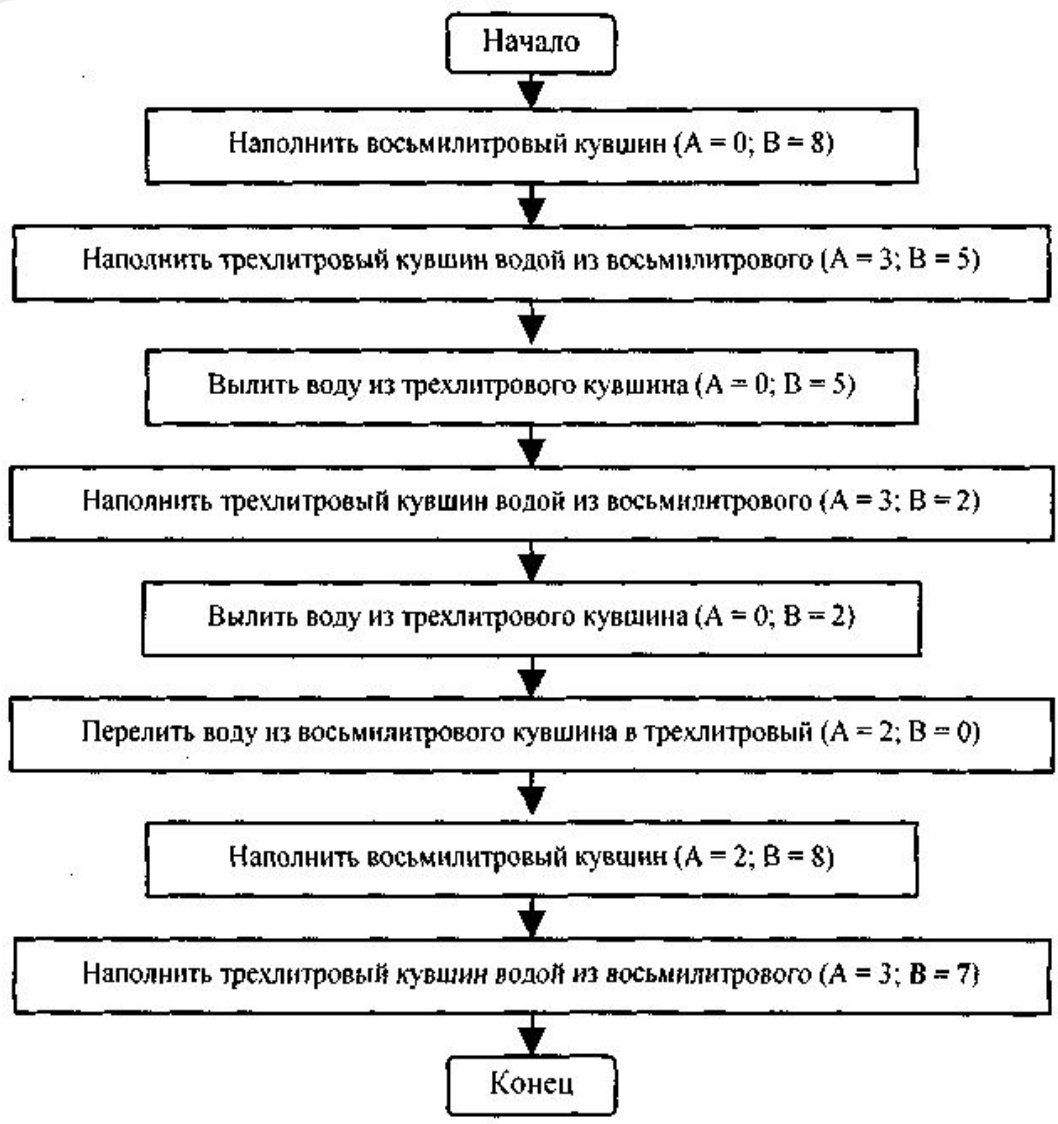 Начало
Наполнить восьмилитровый кувшин (А = 0; В = 8)
Наполнить трехлитровый кувшин водой из восьмилитрового (А = 3; В = 5)
Вылить воду из трехлитрового кувшина (А = 0; В = 5)
Наполнить трехлитровый кувшин водой из восьмилитрового (А = 3; В = 2)
Вылить воду из трехлитрового кувшина (А = 0; В = 2)
Перелить воду из восьмилитрового кувшина в трехлитровый (А = 2; В = 0)
Наполнить восьмилитровый кувшин (А = 2; В = 8)
Наполнить трехлитровый кувшин водой из восьмилитрового (А = 3; В = 7)
Конец